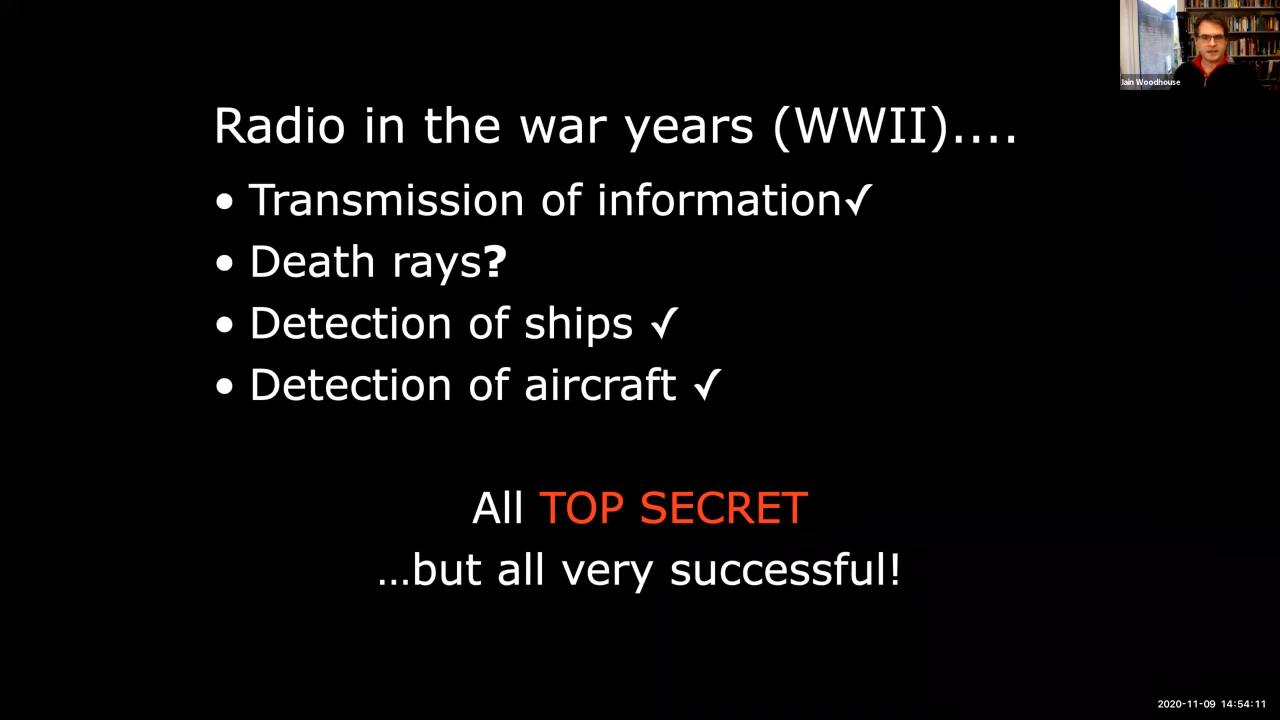 Iain Woodhouse
Radio in the war years (WWII)....
• Transmission of information✓
• Death rays?
• Detection of ships ✓
• Detection of aircraft ✓
All TOP SECRET
…but all very successful!
2020-11-09 14:54:11